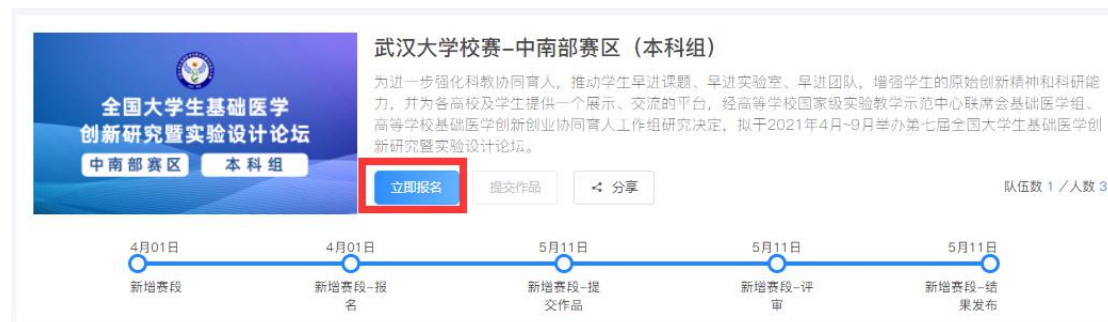 全国大学生基础医学
创新研究暨实验设计论坛
中南部赛区 本科组
武汉大学校赛–中南部赛区（本科组）
为进一步强化科教协同育人，推动学生早进课题、早进实验室、早进团队，增强学生的原始创新精神和科研能
力，并为各高校及学生提供一个展示、交流的平台，经高等学校国家级实验教学示范中心联席会基础医学组、
高等学校基础医学创新创业协同育人工作组研究决定，拟于2021年4月~9月举办第七届全国大学生基础医学创
新研究暨实验设计论坛。
立即报名 提交作品 分享 队伍数 1 ／人数 3
4月01日 4月01日 5月11日 5月11日 5月11日
新增赛段 新增赛段–报 新增赛段–提 新增赛段–评 新增赛段–结
名 交作品 审 果发布